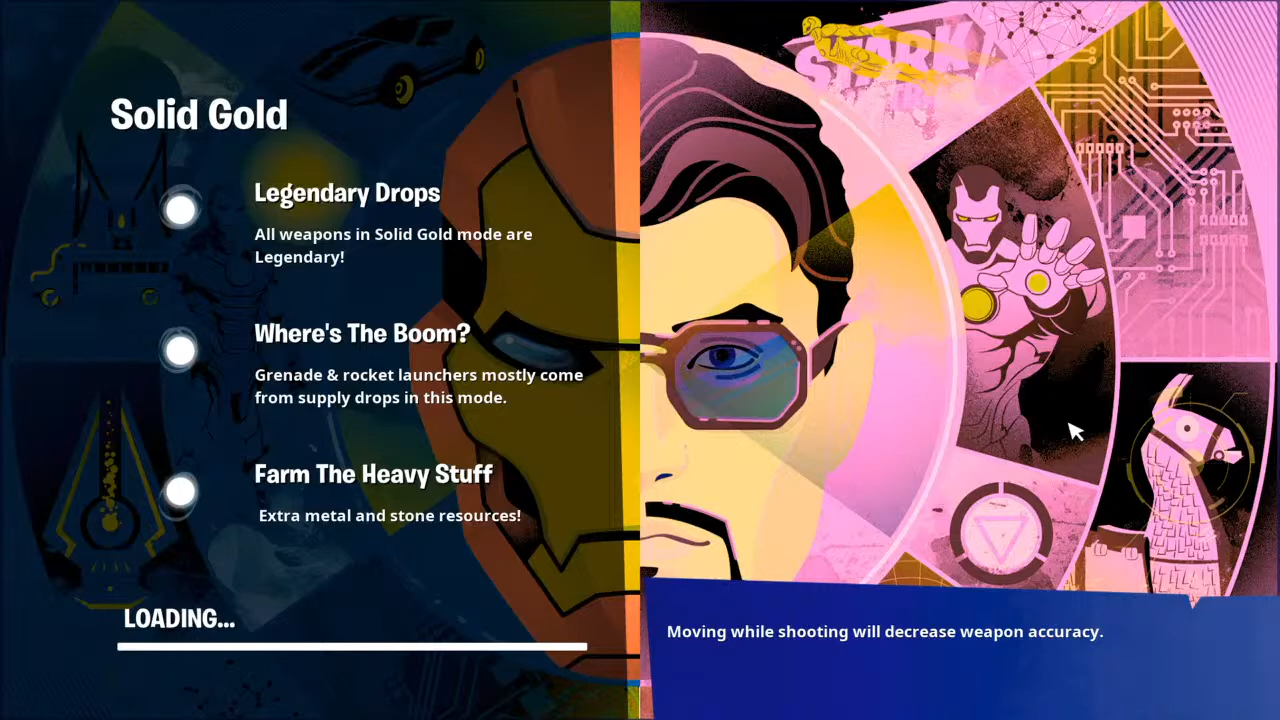 Solid Gold
Legendary Drops
All weapons in Solid Gold mode are
Legendary!
Where's The Boom?
Grenade & rocket launchers mostly come
from supply drops in this mode.
Farm The Heavy Stuff
Extra metal and stone resources!
LOADING...
STARK
Moving while shooting will decrease weapon accuracy.